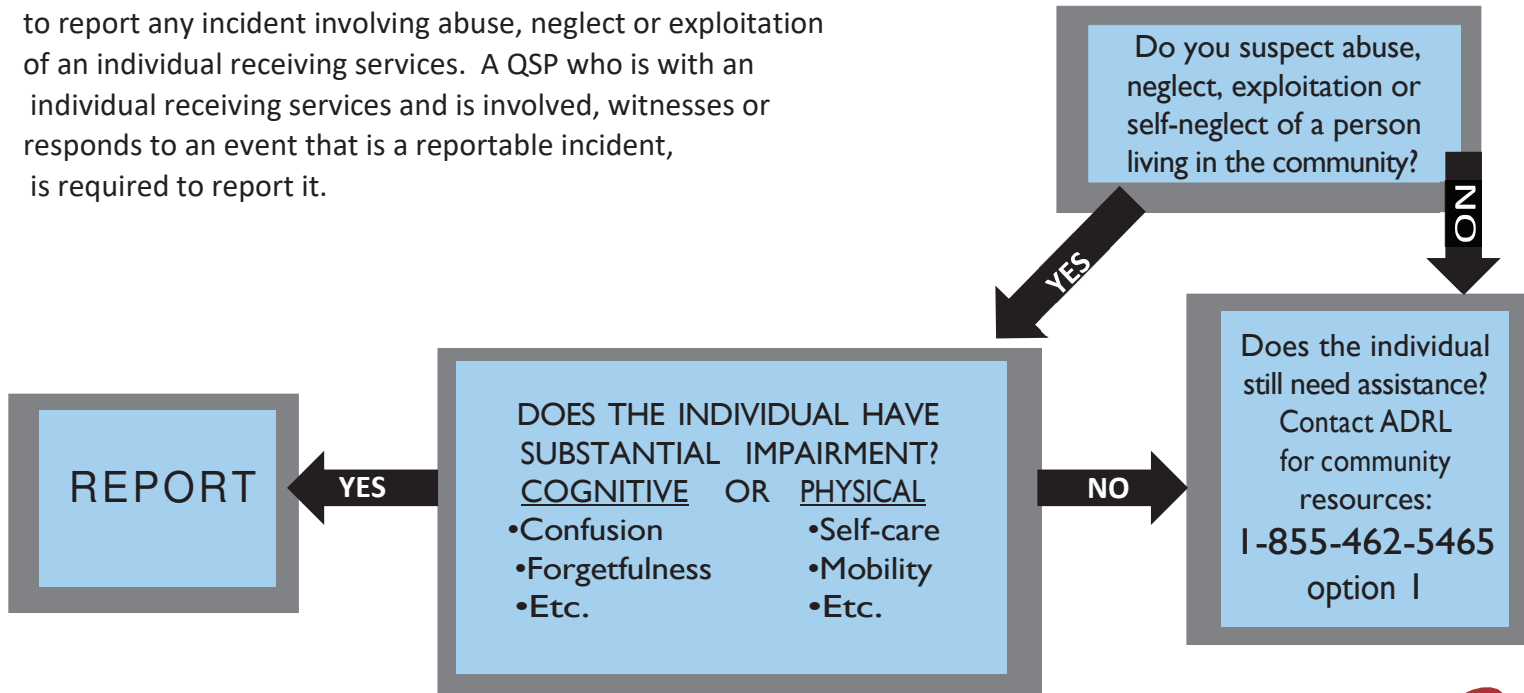 to report any incident involving abuse, neglect or exploitation
of an individual receiving services. A QSP who is with an
individual receiving services and is involved, witnesses or
responds to an event that is a reportable incident,
is required to report it.
Do you suspect abuse,
neglect, exploitation or
self-neglect of a person
living in the community?
YES
NO
DOES THE INDIVIDUAL HAVE
SUBSTANTIAL IMPAIRMENT?
COGNITIVE OR PHYSICAL
•Confusion •Self-care
•Forgetfulness •Mobility
•Etc. •Etc.
YES
REPORT
NO
Does the individual
still need assistance?
Contact ADRL
for community
resources:
1-855-462-5465
option 1